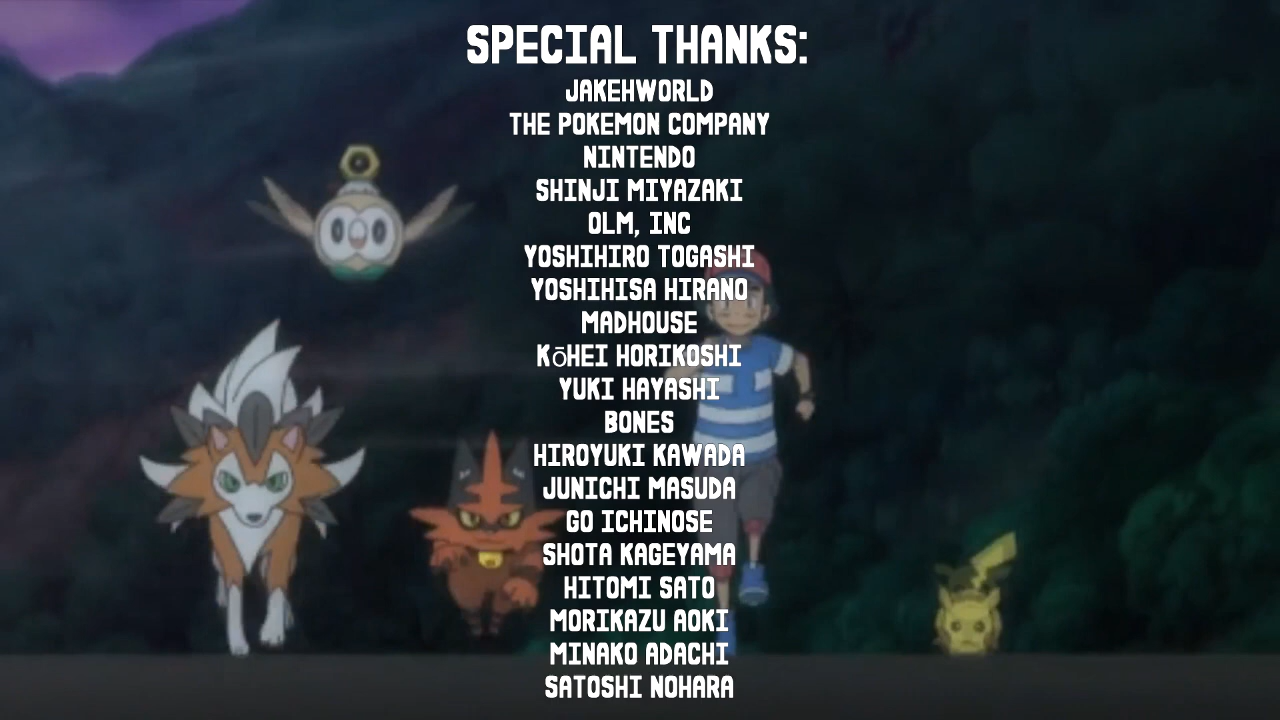 SPECIAL THANKS:
JAKEHWORLD
THE POKEMON COMPANY
NINTENDO
SHINJI MIYAZAKI
OLM, INC
YOSHIHIRO TOGASHI
YOSHIHISA HIRANO
MADHOUSE
KŌHEI HORIKOSHI
YUKI HAYASHI
BONES
HIROYUKI KAWADA
JUNICHI MASUDA
GO ICHINOSE
SHOTA KAGEYAMA
HITOMI SATO
MORIKAZU AOKI
MINAKO ADACHI
SATOSHI NOHARA